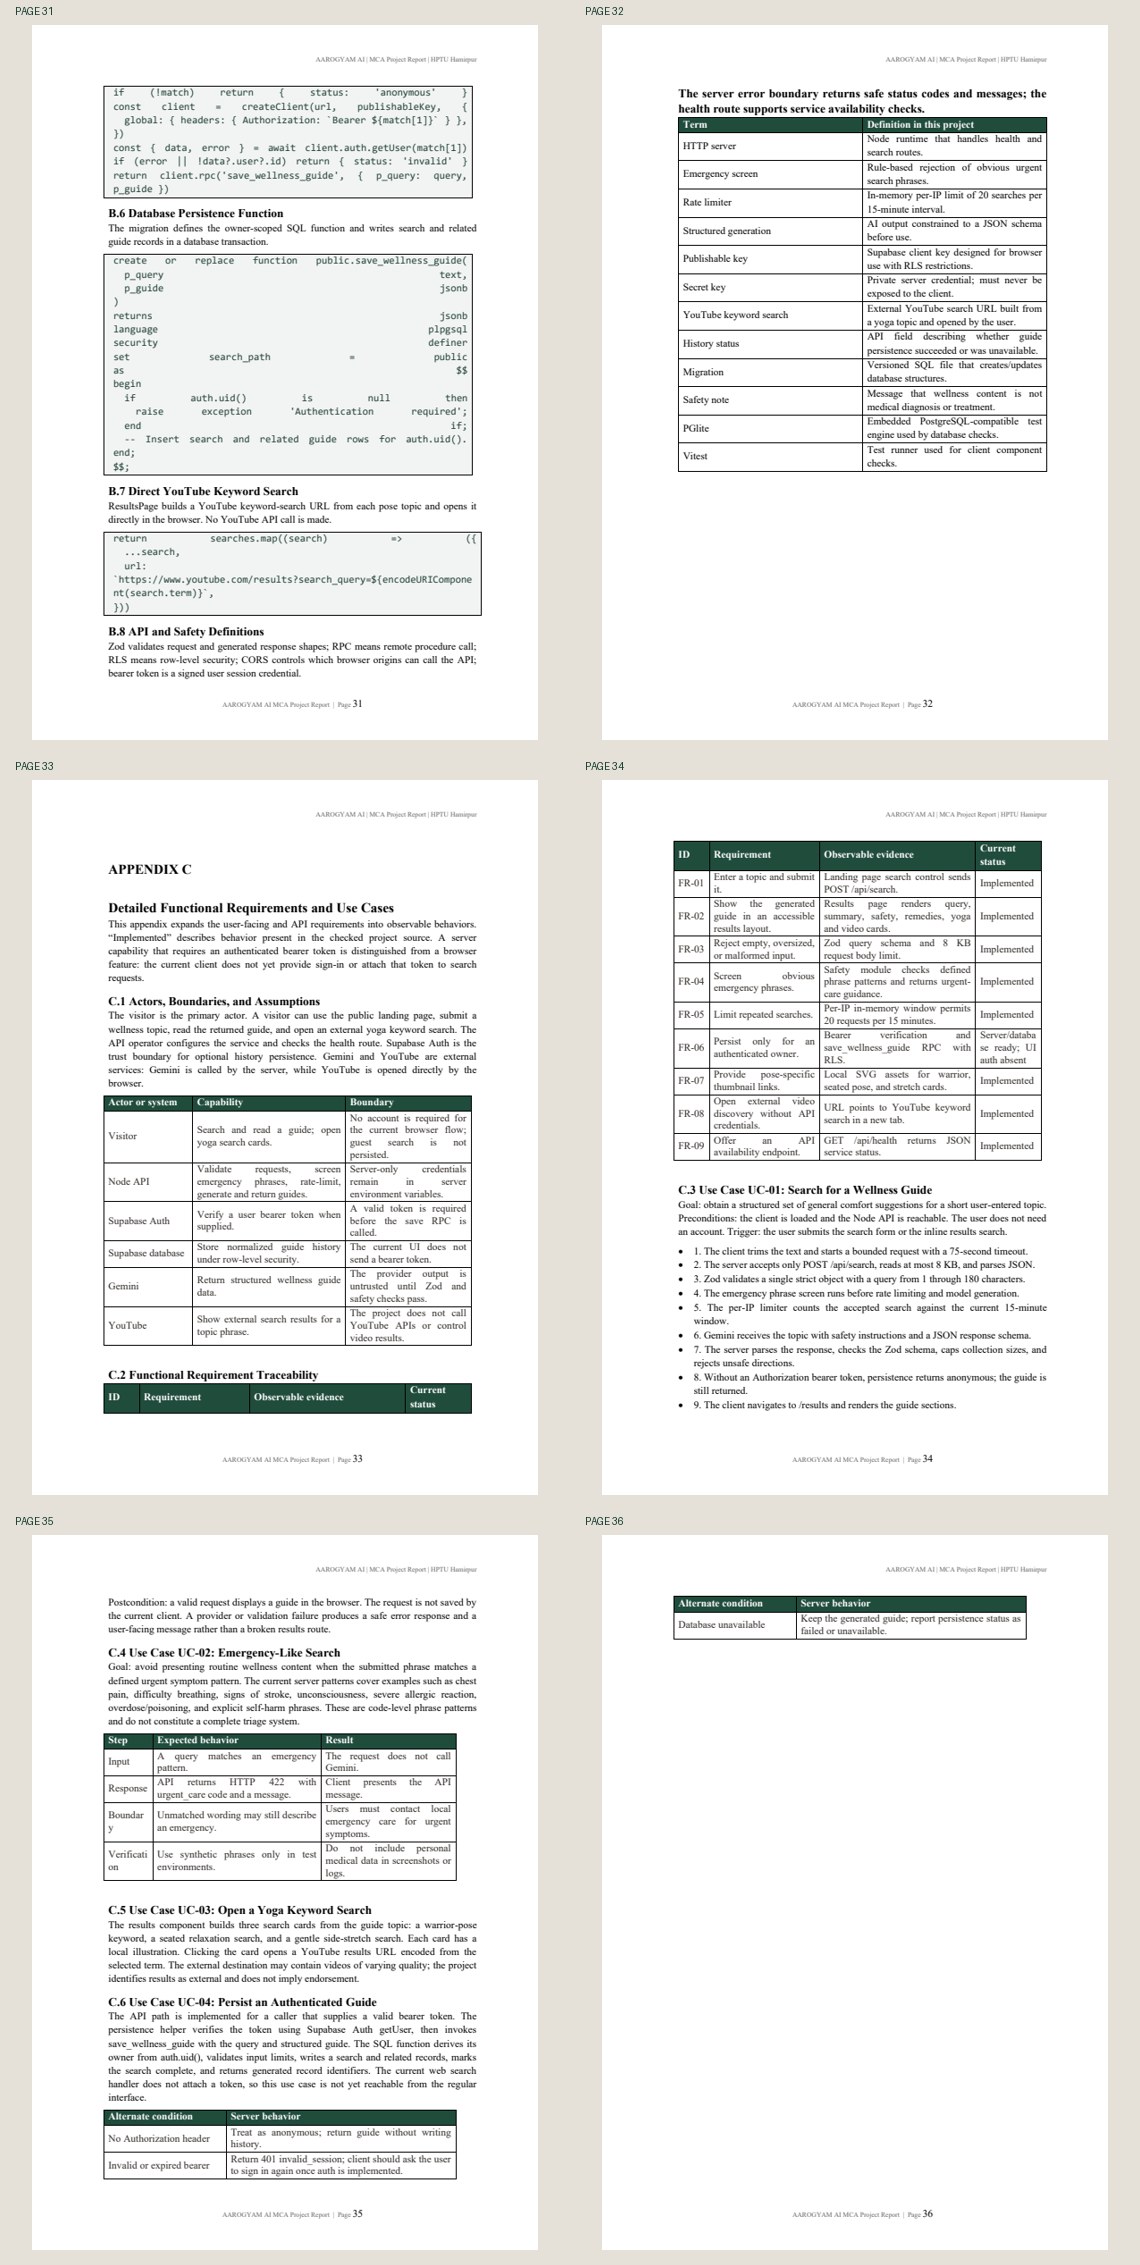 PAGE 31
AAROGYAM AI | MCA Project Report | HPTU Hamirpur
if (!match) return { status: 'anonymous' }
const client = createClient(url, publishableKey, {
global: { headers: { Authorization: `Bearer ${match[1]}` } },
})
const { data, error } = await client.auth.getUser(match[1])
if (error || !data?.user?.id) return { status: 'invalid' }
return client.rpc('save_wellness_guide', { p_query: query,
p_guide })
B.6 Database Persistence Function
The migration defines the owner-scoped SQL function and writes search and related
guide records in a database transaction.
create or replace function public.save_wellness_guide(
p_query text,
p_guide jsonb
)
returns jsonb
language plpgsql
security definer
set search_path = public
as $$
begin
if auth.uid() is null then
raise exception 'Authentication required';
end if;
-- Insert search and related guide rows for auth.uid().
end;
$$;
B.7 Direct YouTube Keyword Search
ResultsPage builds a YouTube keyword-search URL from each pose topic and opens it
directly in the browser. No YouTube API call is made.
return searches.map((search) => ({
...search,
url:
`https://www.youtube.com/results?search_query=${encodeURICompone
nt(search.term)}`,
}))
B.8 API and Safety Definitions
Zod validates request and generated response shapes; RPC means remote procedure call;
RLS means row-level security; CORS controls which browser origins can call the API;
bearer token is a signed user session credential.
AAROGYAM AI MCA Project Report | Page 31
PAGE 32
AAROGYAM AI | MCA Project Report | HPTU Hamirpur
The server error boundary returns safe status codes and messages; the
health route supports service availability checks.
Term Definition in this project
HTTP server Node runtime that handles health and
search routes.
Emergency screen Rule-based rejection of obvious urgent
search phrases.
Rate limiter In-memory per-IP limit of 20 searches per
15-minute interval.
Structured generation AI output constrained to a JSON schema
before use.
Publishable key Supabase client key designed for browser
use with RLS restrictions.
Secret key Private server credential; must never be
exposed to the client.
YouTube keyword search External YouTube search URL built from
a yoga topic and opened by the user.
History status API field describing whether guide
persistence succeeded or was unavailable.
Migration Versioned SQL file that creates/updates
database structures.
Safety note Message that wellness content is not
medical diagnosis or treatment.
PGlite Embedded PostgreSQL-compatible test
engine used by database checks.
Vitest Test runner used for client component
checks.
AAROGYAM AI MCA Project Report | Page 32
PAGE 33
AAROGYAM AI | MCA Project Report | HPTU Hamirpur
APPENDIX C
Detailed Functional Requirements and Use Cases
This appendix expands the user-facing and API requirements into observable behaviors.
“Implemented” describes behavior present in the checked project source. A server
capability that requires an authenticated bearer token is distinguished from a browser
feature: the current client does not yet provide sign-in or attach that token to search
requests.
C.1 Actors, Boundaries, and Assumptions
The visitor is the primary actor. A visitor can use the public landing page, submit a
wellness topic, read the returned guide, and open an external yoga keyword search. The
API operator configures the service and checks the health route. Supabase Auth is the
trust boundary for optional history persistence. Gemini and YouTube are external
services: Gemini is called by the server, while YouTube is opened directly by the
browser.
Actor or system Capability Boundary
Visitor Search and read a guide; open
yoga search cards. No account is required for
the current browser flow;
guest search is not
persisted.
Node API Validate requests, screen
emergency phrases, rate-limit,
generate and return guides. Server-only credentials
remain in server
environment variables.
Supabase Auth Verify a user bearer token when
supplied. A valid token is required
before the save RPC is
called.
Supabase database Store normalized guide history
under row-level security. The current UI does not
send a bearer token.
Gemini Return structured wellness guide
data. The provider output is
untrusted until Zod and
safety checks pass.
YouTube Show external search results for a
topic phrase. The project does not call
YouTube APIs or control
video results.
C.2 Functional Requirement Traceability
ID Requirement Observable evidence Current
status
AAROGYAM AI MCA Project Report | Page 33
PAGE 34
AAROGYAM AI | MCA Project Report | HPTU Hamirpur
ID Requirement Observable evidence Current
status
FR-01 Enter a topic and submit
it. Landing page search control sends
POST /api/search. Implemented
FR-02 Show the generated
guide in an accessible
results layout. Results page renders query,
summary, safety, remedies, yoga
and video cards. Implemented
FR-03 Reject empty, oversized,
or malformed input. Zod query schema and 8 KB
request body limit. Implemented
FR-04 Screen obvious
emergency phrases. Safety module checks defined
phrase patterns and returns urgent-
care guidance. Implemented
FR-05 Limit repeated searches. Per-IP in-memory window permits
20 requests per 15 minutes. Implemented
FR-06 Persist only for an
authenticated owner. Bearer verification and
save_wellness_guide RPC with
RLS. Server/databa
se ready; UI
auth absent
FR-07 Provide pose-specific
thumbnail links. Local SVG assets for warrior,
seated pose, and stretch cards. Implemented
FR-08 Open external video
discovery without API
credentials. URL points to YouTube keyword
search in a new tab. Implemented
FR-09 Offer an API
availability endpoint. GET /api/health returns JSON
service status. Implemented
C.3 Use Case UC-01: Search for a Wellness Guide
Goal: obtain a structured set of general comfort suggestions for a short user-entered topic.
Preconditions: the client is loaded and the Node API is reachable. The user does not need
an account. Trigger: the user submits the search form or the inline results search.
• 1. The client trims the text and starts a bounded request with a 75-second timeout.
• 2. The server accepts only POST /api/search, reads at most 8 KB, and parses JSON.
• 3. Zod validates a single strict object with a query from 1 through 180 characters.
• 4. The emergency phrase screen runs before rate limiting and model generation.
• 5. The per-IP limiter counts the accepted search against the current 15-minute
window.
• 6. Gemini receives the topic with safety instructions and a JSON response schema.
• 7. The server parses the response, checks the Zod schema, caps collection sizes, and
rejects unsafe directions.
• 8. Without an Authorization bearer token, persistence returns anonymous; the guide is
still returned.
• 9. The client navigates to /results and renders the guide sections.
AAROGYAM AI MCA Project Report | Page 34
PAGE 35
AAROGYAM AI | MCA Project Report | HPTU Hamirpur
Postcondition: a valid request displays a guide in the browser. The request is not saved by
the current client. A provider or validation failure produces a safe error response and a
user-facing message rather than a broken results route.
C.4 Use Case UC-02: Emergency-Like Search
Goal: avoid presenting routine wellness content when the submitted phrase matches a
defined urgent symptom pattern. The current server patterns cover examples such as chest
pain, difficulty breathing, signs of stroke, unconsciousness, severe allergic reaction,
overdose/poisoning, and explicit self-harm phrases. These are code-level phrase patterns
and do not constitute a complete triage system.
Step Expected behavior Result
Input A query matches an emergency
pattern. The request does not call
Gemini.
Response API returns HTTP 422 with
urgent_care code and a message. Client presents the API
message.
Boundar
y Unmatched wording may still describe
an emergency. Users must contact local
emergency care for urgent
symptoms.
Verificati
on Use synthetic phrases only in test
environments. Do not include personal
medical data in screenshots or
logs.
C.5 Use Case UC-03: Open a Yoga Keyword Search
The results component builds three search cards from the guide topic: a warrior-pose
keyword, a seated relaxation search, and a gentle side-stretch search. Each card has a
local illustration. Clicking the card opens a YouTube results URL encoded from the
selected term. The external destination may contain videos of varying quality; the project
identifies results as external and does not imply endorsement.
C.6 Use Case UC-04: Persist an Authenticated Guide
The API path is implemented for a caller that supplies a valid bearer token. The
persistence helper verifies the token using Supabase Auth getUser, then invokes
save_wellness_guide with the query and structured guide. The SQL function derives its
owner from auth.uid(), validates input limits, writes a search and related records, marks
the search complete, and returns generated record identifiers. The current web search
handler does not attach a token, so this use case is not yet reachable from the regular
interface.
Alternate condition Server behavior
No Authorization header Treat as anonymous; return guide without writing
history.
Invalid or expired bearer Return 401 invalid_session; client should ask the user
to sign in again once auth is implemented.
AAROGYAM AI MCA Project Report | Page 35
PAGE 36
AAROGYAM AI | MCA Project Report | HPTU Hamirpur
Alternate condition Server behavior
Database unavailable Keep the generated guide; report persistence status as
failed or unavailable.
AAROGYAM AI MCA Project Report | Page 36